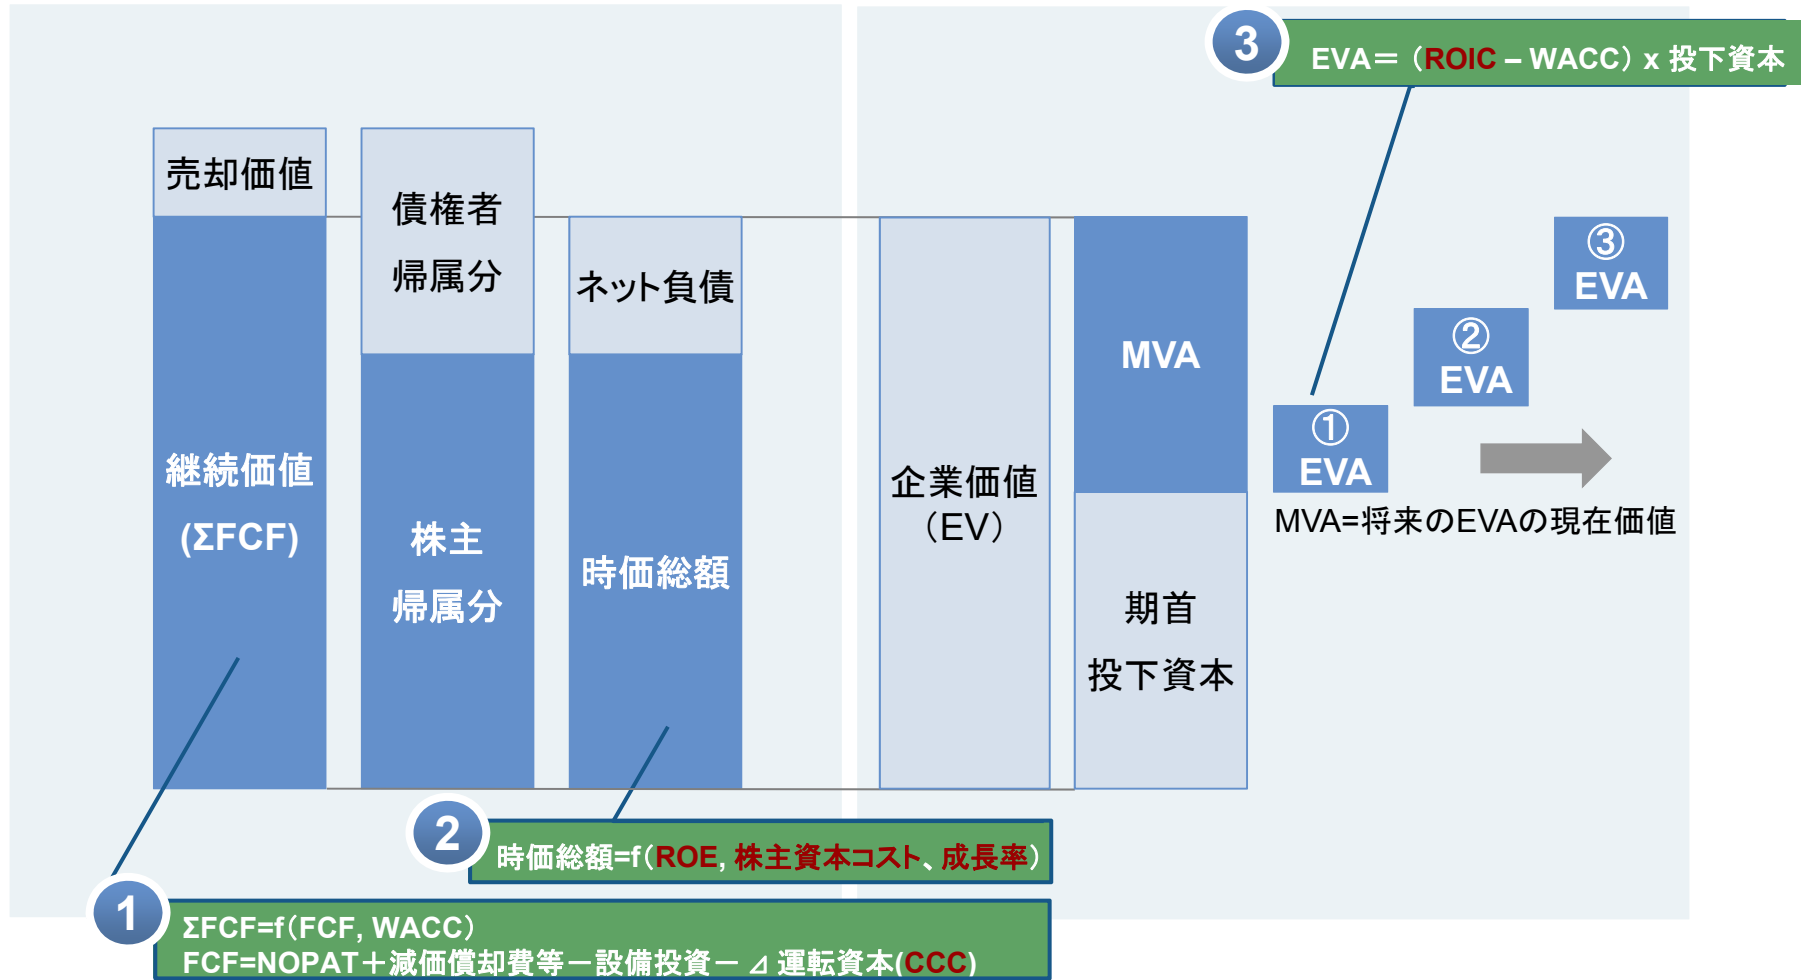 3
EVA＝（ROIC – WACC）x 投下資本
売却価値
継続価値
(ΣFCF)
債権者
帰属分
株主
帰属分
ネット負債
時価総額
企業価値
（EV）
MVA
期首
投下資本
①
EVA
②
EVA
③
EVA
MVA=将来のEVAの現在価値
2
時価総額=f（ROE, 株主資本コスト、成長率）
1
ΣFCF=f（FCF, WACC）
FCF=NOPAT＋減価償却費等－設備投資－⊿運転資本(CCC)